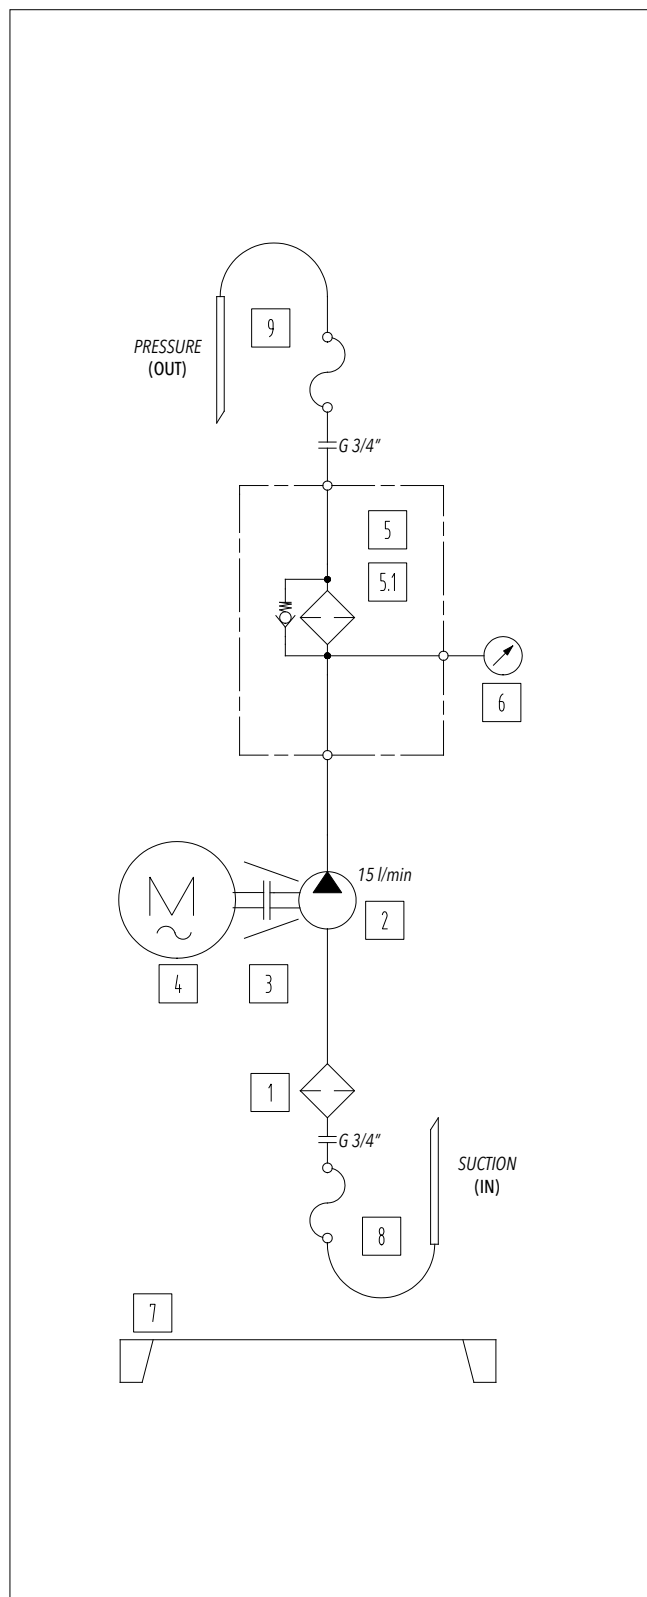 9
PRESSURE
(OUT)
G 3/4"
5
5.1
6
15 l/min
M
2
4
3
1
G 3/4"
SUCTION
(IN)
8
7